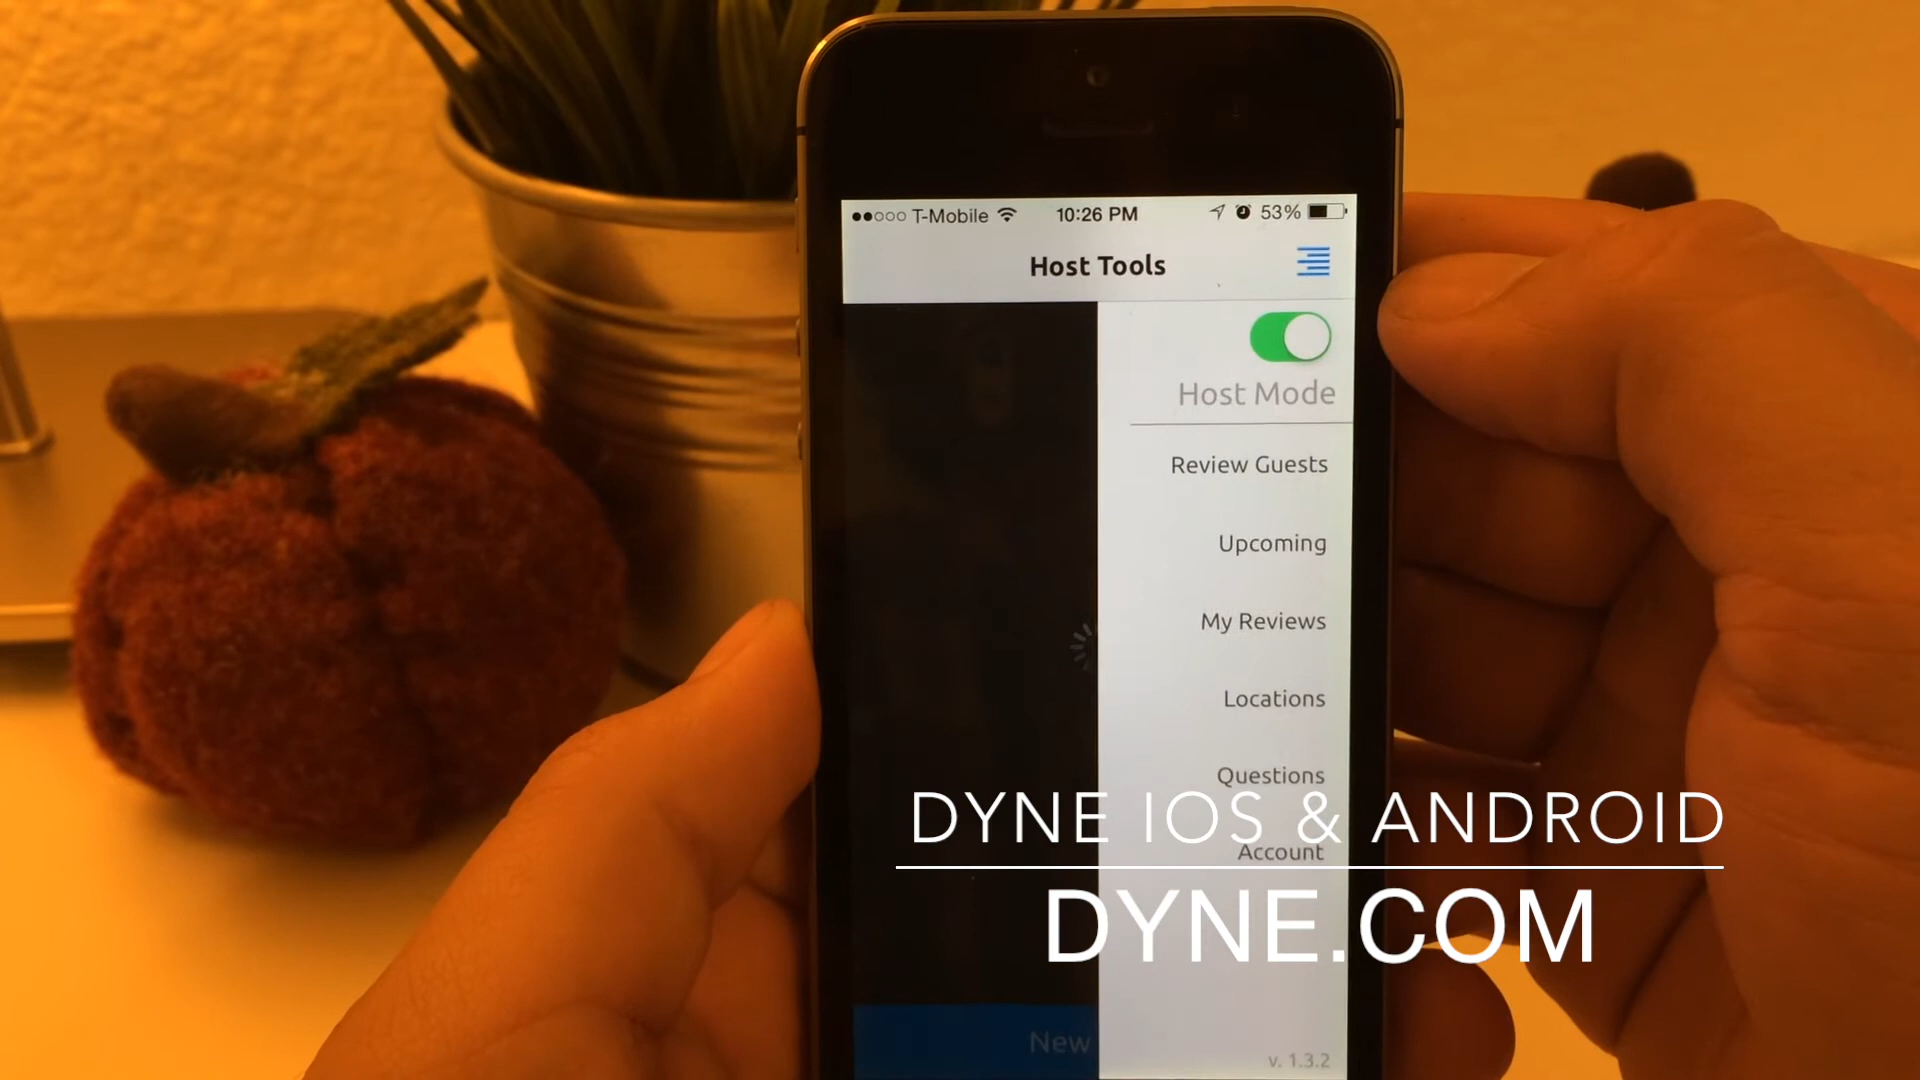 T-Mobile 10:26 PM 53%
Host Tools
Host Mode
Review Guests
Upcoming
My Reviews
Locations
Questions
DYNE IOS & ANDROID
Account
DYNE.COM
New
v. 1.3.2